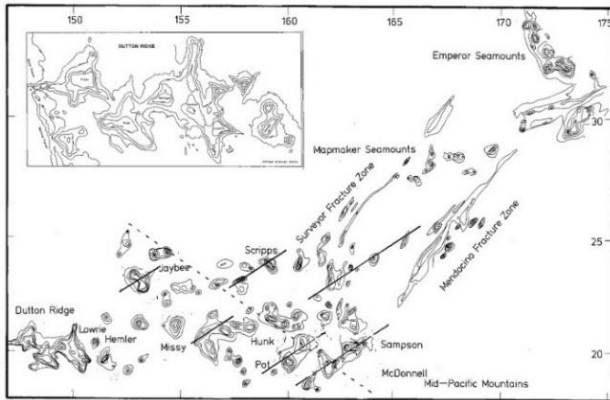 150
155
160
165
170
175
DUTTON RIDGE
Emperor Seamounts
30
Mapmaker Seamounts
Surveyor Fracture Zone
25
Scripps
Jaybee
Mendocino Fracture Zone
Dutton Ridge
Lowrie
Hemler
Missy
Hunk
Pot
Sampson
20
McDonnell
Mid-Pacific Mountains